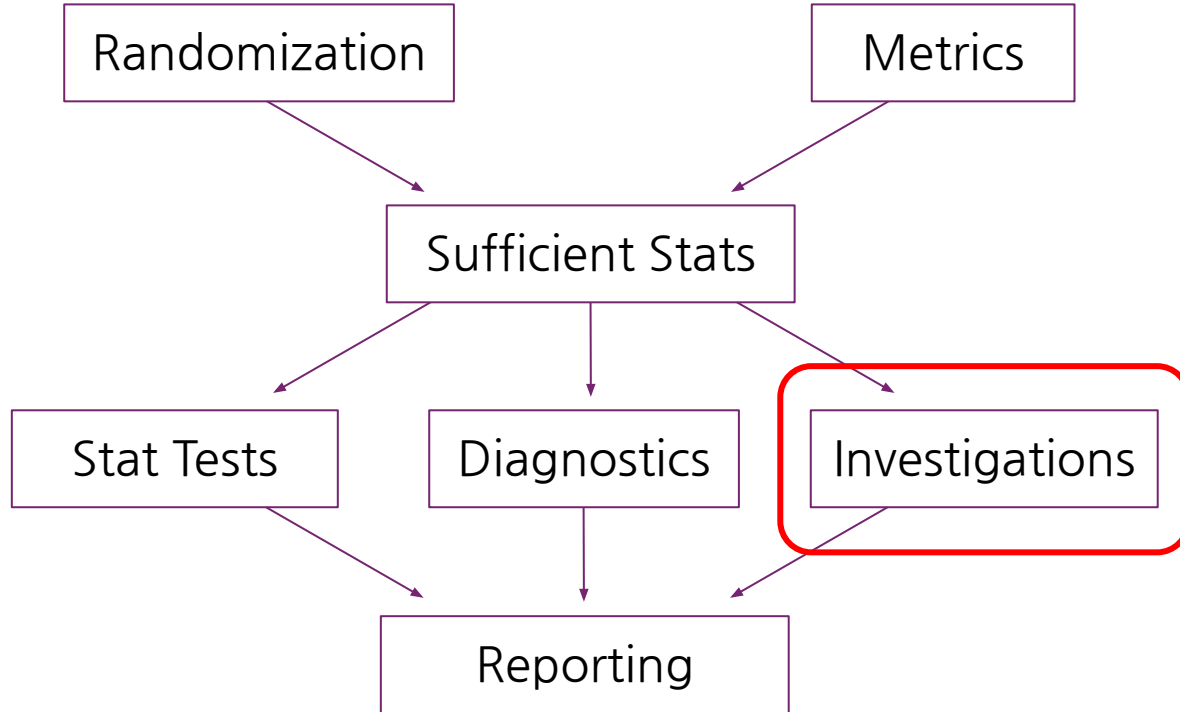 Randomization
Metrics
Sufficient Stats
Stat Tests
Diagnostics
Investigations
Reporting